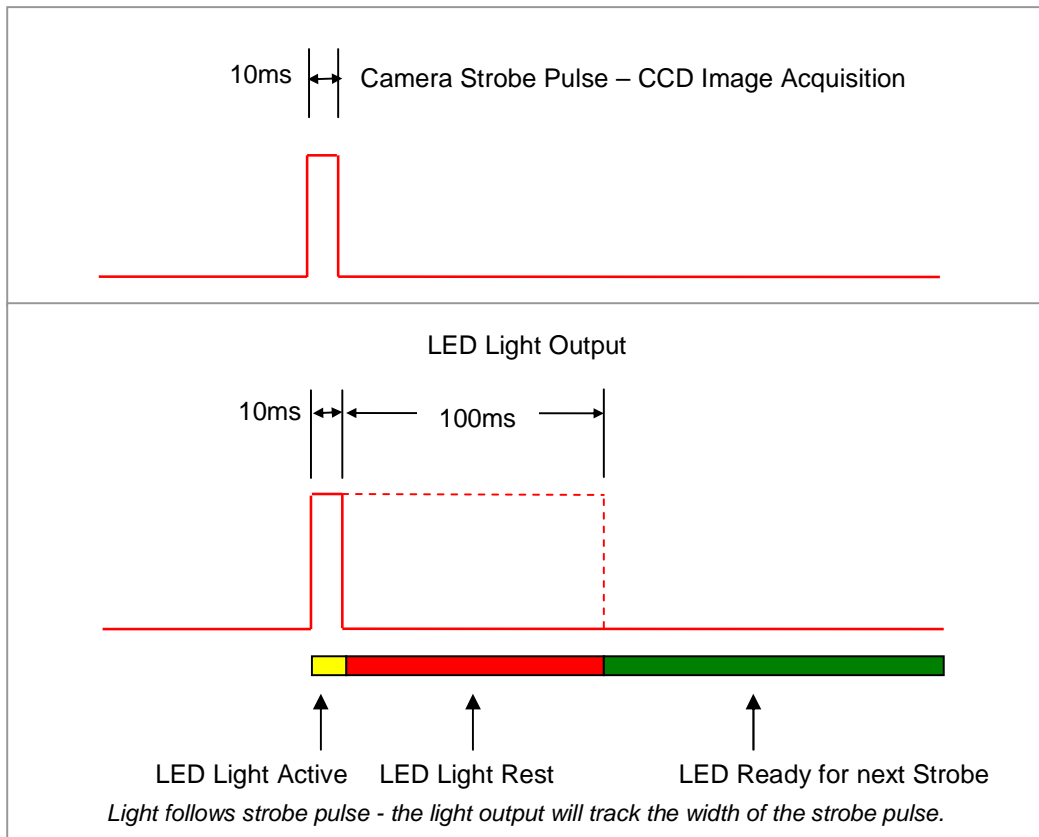 10ms
Camera Strobe Pulse – CCD Image Acquisition
LED Light Output
10ms
100ms
LED Light Active
LED Light Rest
LED Ready for next Strobe
Light follows strobe pulse - the light output will track the width of the strobe pulse.